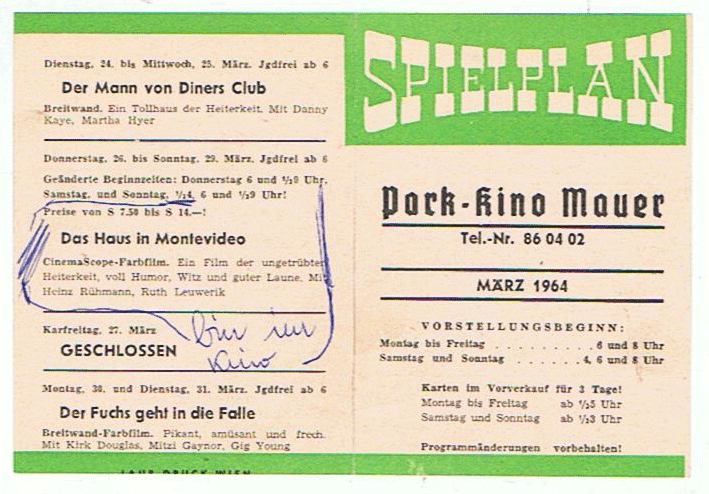 Dienstag, 24. bis Mittwoch, 25. März. Jgdfrei ab 6
Der Mann von Diners Club
Breitwand. Ein Tollhaus der Heiterkeit. Mit Danny
Kaye, Martha Hyer
Donnerstag, 26. bis Sonntag, 29. März. Jgdfrei ab 6
Geänderte Beginnzeiten: Donnerstag 6 und ½9 Uhr.
Samstag, und Sonntag, ½4, 6 und ½9 Uhr!
Preise von S 7.50 bis S 14.—!
Das Haus in Montevideo
CinemaScope-Farbfilm. Ein Film der ungetrübten
Heiterkeit, voll Humor, Witz und guter Laune. Mit
Heinz Rühmann, Ruth Leuwerik
Karfreitag, 27. März
GESCHLOSSEN
bin im
Kino
Montag, 30. und Dienstag, 31. März. Jgdfrei ab 6
Der Fuchs geht in die Falle
Breitwand-Farbfilm. Pikant, amüsant und frech.
Mit Kirk Douglas, Mitzi Gaynor, Gig Young
SPIELPLAN
Park-Kino Mauer
Tel.-Nr. 86 04 02
MÄRZ 1964
VORSTELLUNGSBEGINN:
Montag bis Freitag . . . . . . . . . 6 und 8 Uhr
Samstag und Sonntag . . . . . . . 4, 6 und 8 Uhr
Karten im Vorverkauf für 3 Tage!
Montag bis Freitag ab ½5 Uhr
Samstag und Sonntag ab ½3 Uhr
Programmänderungen vorbehalten!